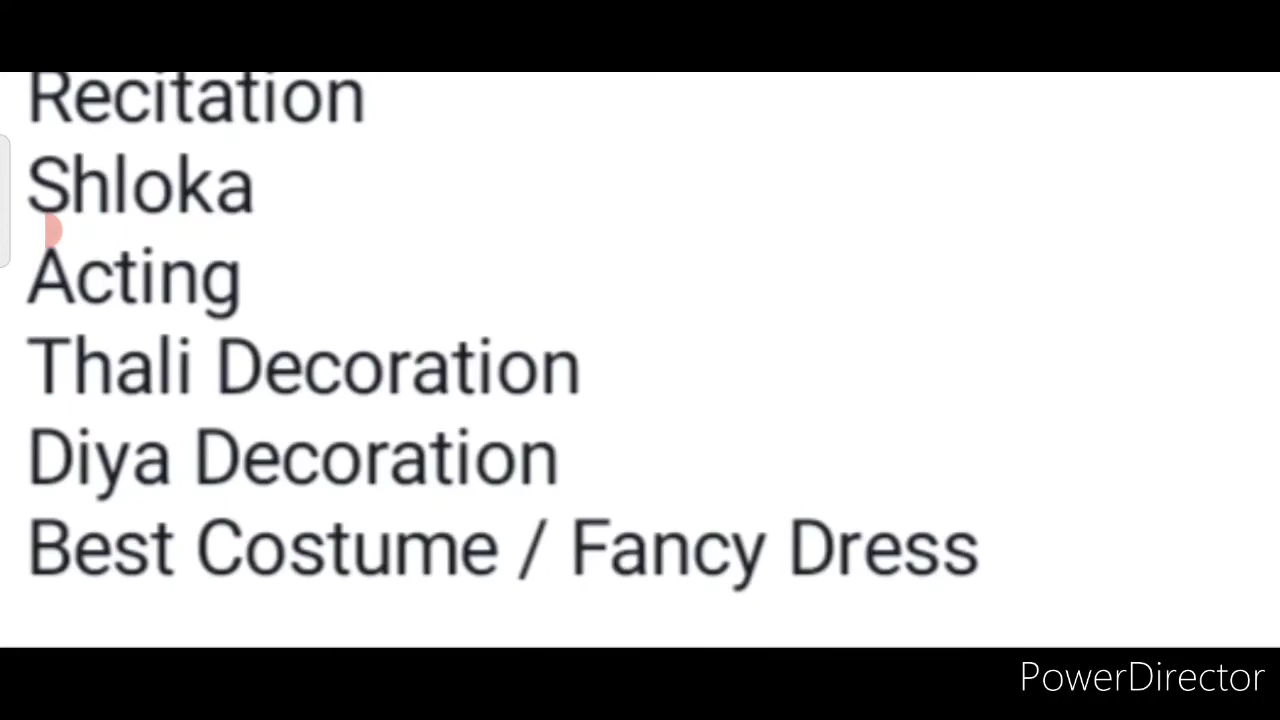 Recitation
Shloka
Acting
Thali Decoration
Diya Decoration
Best Costume / Fancy Dress
PowerDirector